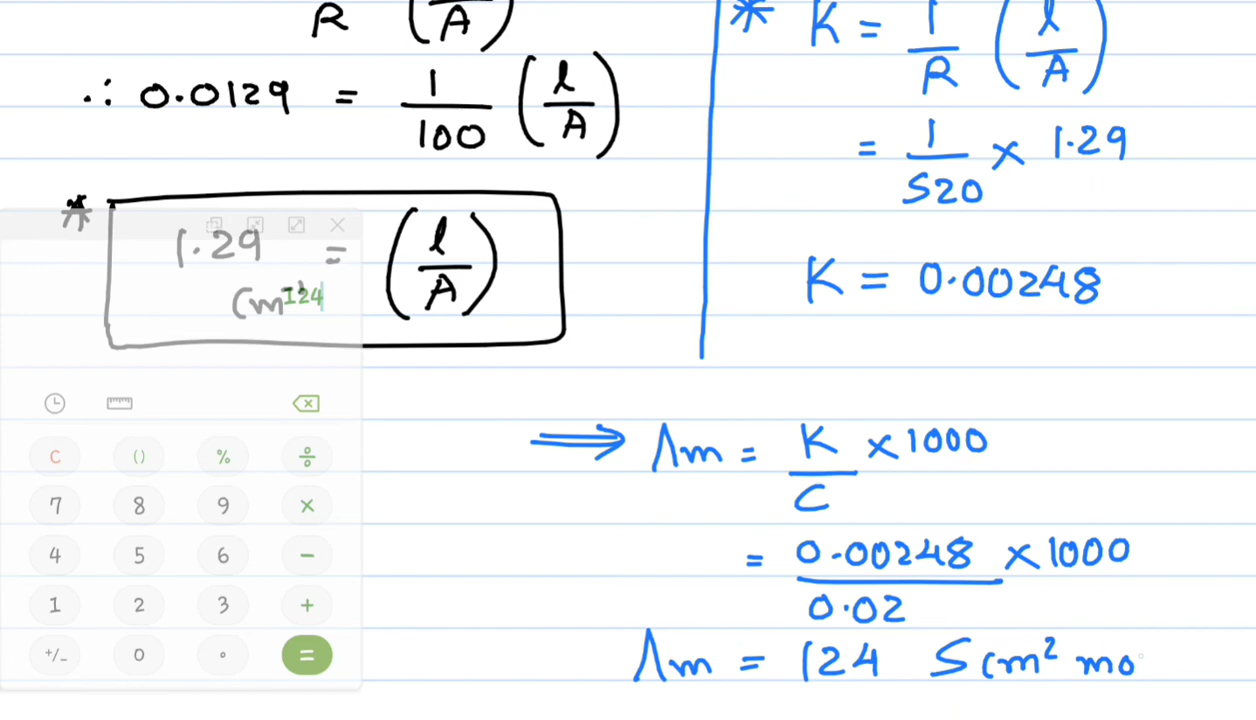 R (/A)
∴ 0.0129 = 1/100 (l/A)
* 1.29 = (l/A)
cm⁻¹
124
C () % ÷
7 8 9 ×
4 5 6 −
1 2 3 +
+/− 0 . =
* K = 1/R (l/A)
= 1/520 × 1.29
K = 0.00248
⟹ Λm = K/C × 1000
= 0.00248/0.02 × 1000
Λm = 124 S cm² mo